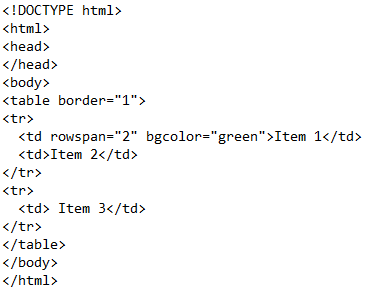 <!DOCTYPE html>
<html>
<head>
</head>
<body>
<table border="1">
<tr>
  <td rowspan="2" bgcolor="green">Item 1</td>
  <td>Item 2</td>
</tr>
<tr>
  <td> Item 3</td>
</tr>
</table>
</body>
</html>